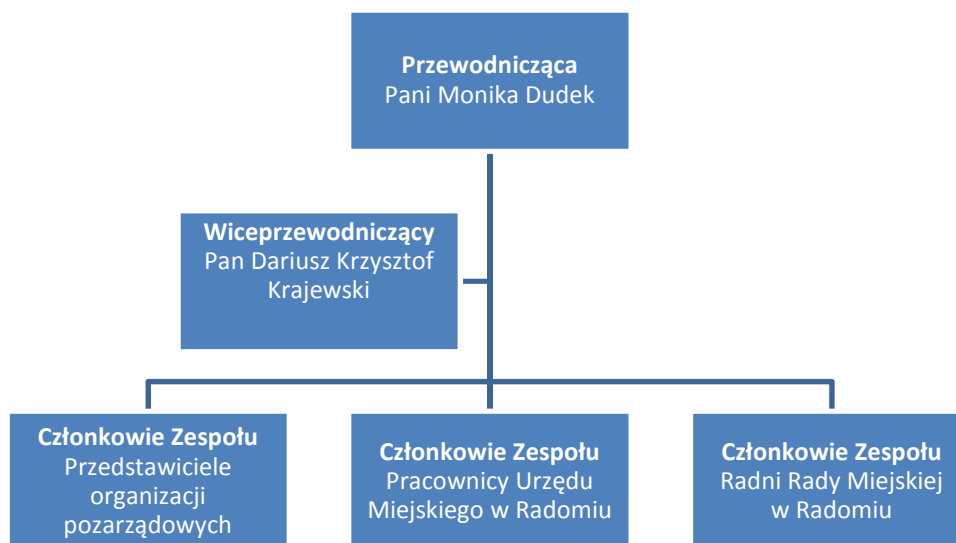 Przewodnicząca
Pani Monika Dudek
Wiceprzewodniczący
Pan Dariusz Krzysztof
Krajewski
Członkowie Zespołu
Przedstawiciele
organizacji
pozarządowych
Członkowie Zespołu
Pracownicy Urzędu
Miejskiego w Radomiu
Członkowie Zespołu
Radni Rady Miejskiej
w Radomiu